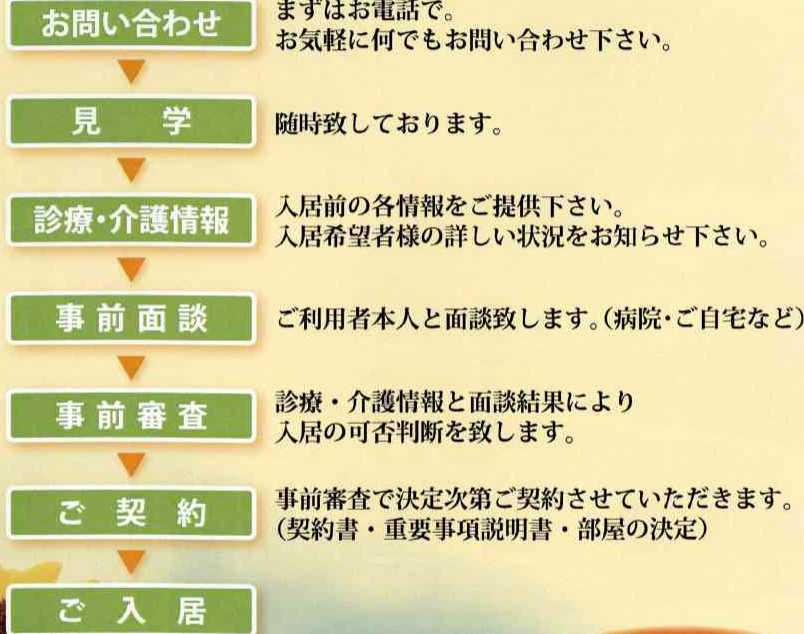 お問い合わせ
まずはお電話で。
お気軽に何でもお問い合わせ下さい。
見 学
随時致しております。
診療・介護情報
入居前の各情報をご提供下さい。
入居希望者様の詳しい状況をお知らせ下さい。
事前面談
ご利用者本人と面談致します。(病院・ご自宅など)
事前審査
診療・介護情報と面談結果により
入居の可否判断を致します。
ご契約
事前審査で決定次第ご契約させていただきます。
(契約書・重要事項説明書・部屋の決定)
ご入居